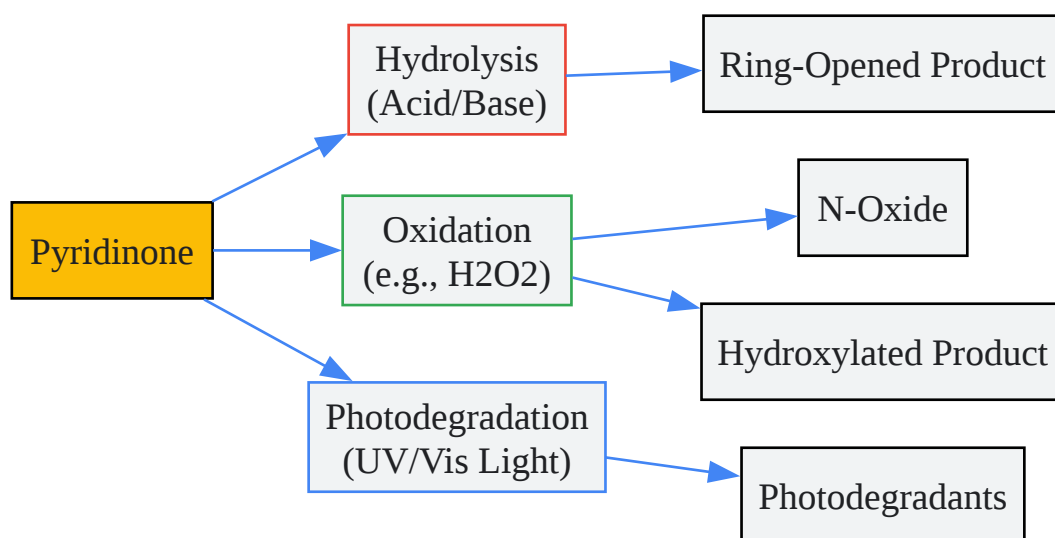 Pyridinone
Hydrolysis
(Acid/Base)
Oxidation
(e.g., H2O2)
Photodegradation
(UV/Vis Light)
Ring-Opened Product
N-Oxide
Hydroxylated Product
Photodegradants